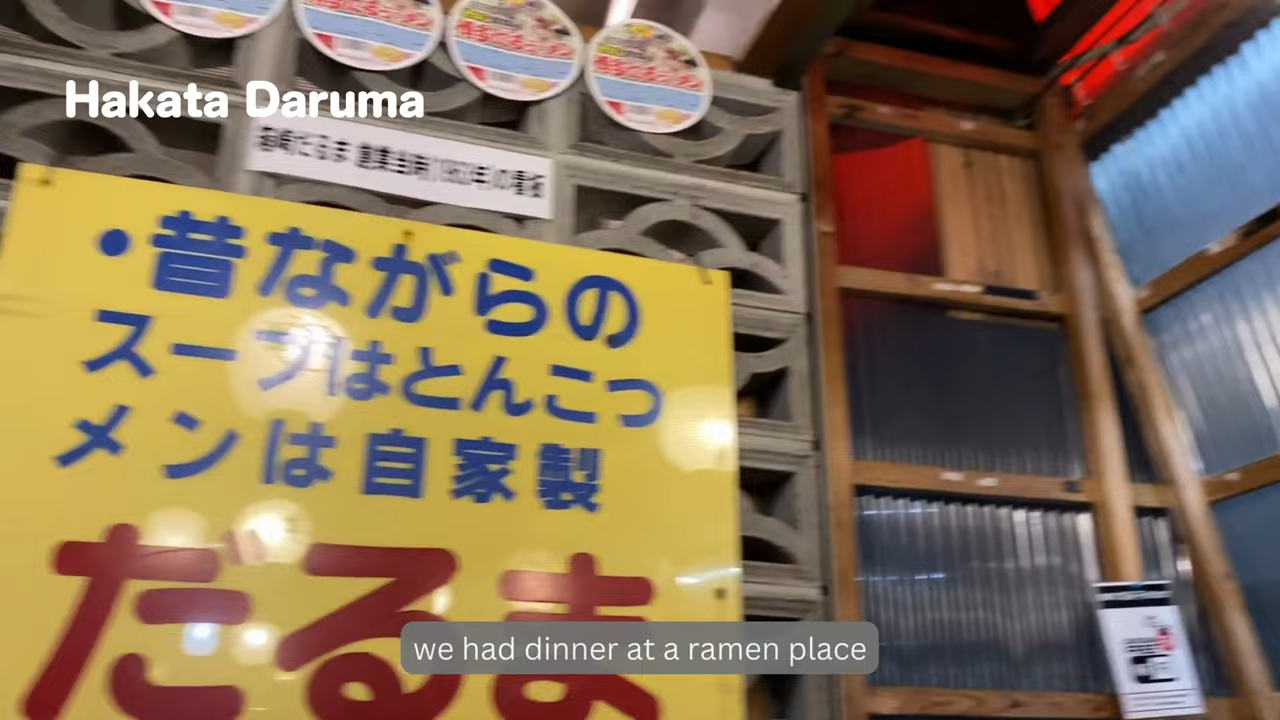 Hakata Daruma
・昔ながらの
スープはとんこつ
メンは自家製
だるま
we had dinner at a ramen place